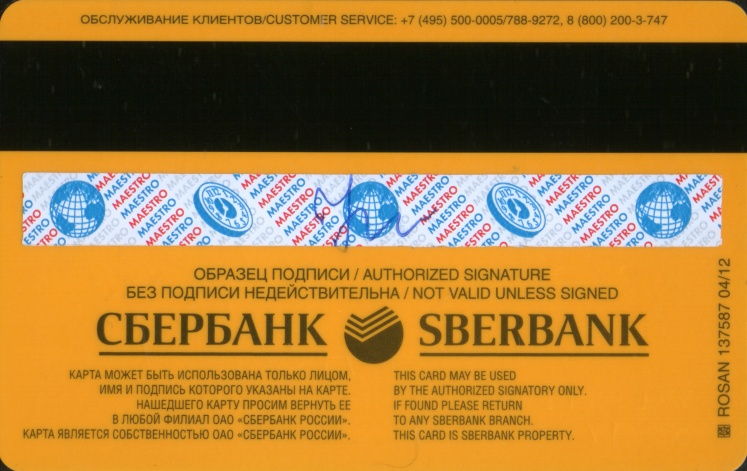 ОБСЛУЖИВАНИЕ КЛИЕНТОВ/CUSTOMER SERVICE: +7 (495) 500-0005/788-9272, 8 (800) 200-3-747
MAESTRO MAESTRO MAESTRO MAESTRO
ОБРАЗЕЦ ПОДПИСИ / AUTHORIZED SIGNATURE
БЕЗ ПОДПИСИ НЕДЕЙСТВИТЕЛЬНА / NOT VALID UNLESS SIGNED
СБЕРБАНК SBERBANK
КАРТА МОЖЕТ БЫТЬ ИСПОЛЬЗОВАНА ТОЛЬКО ЛИЦОМ,
ИМЯ И ПОДПИСЬ КОТОРОГО УКАЗАНЫ НА КАРТЕ.
НАШЕДШЕГО КАРТУ ПРОСИМ ВЕРНУТЬ ЕЕ
В ЛЮБОЙ ФИЛИАЛ ОАО «СБЕРБАНК РОССИИ».
КАРТА ЯВЛЯЕТСЯ СОБСТВЕННОСТЬЮ ОАО «СБЕРБАНК РОССИИ».
THIS CARD MAY BE USED
BY THE AUTHORIZED SIGNATORY ONLY.
IF FOUND PLEASE RETURN
TO ANY SBERBANK BRANCH.
THIS CARD IS SBERBANK PROPERTY.
ROSAN 137587 04/12